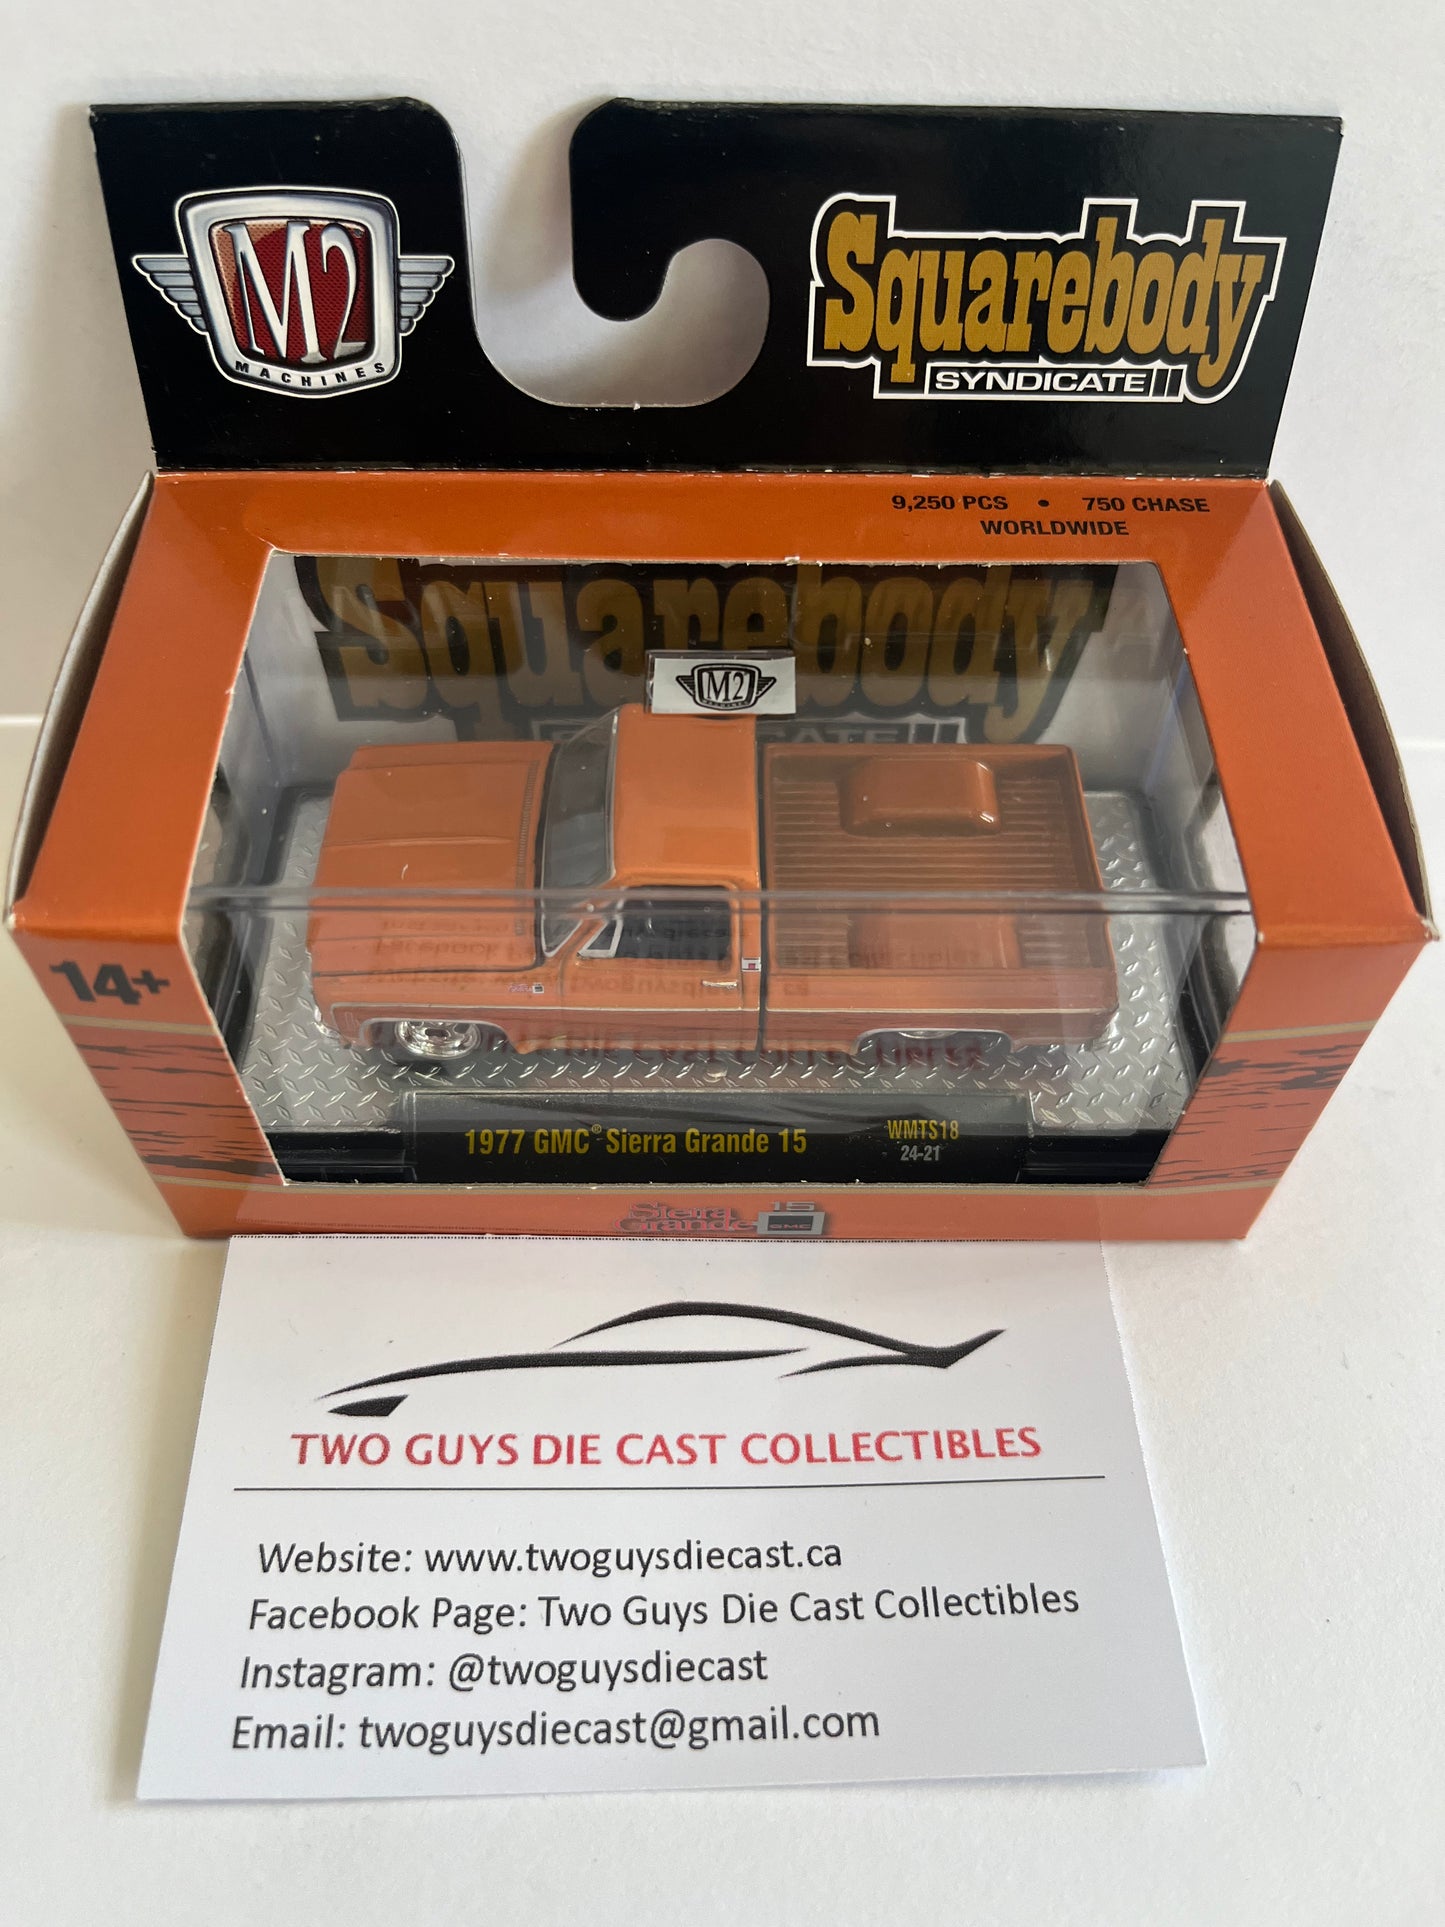 M2
MACHINES
Squarebody
SYNDICATE
9,250 PCS • 750 CHASE
WORLDWIDE
Squarebody
M2
MACHINES
14+
1977 GMC® Sierra Grande 15
WMTS18
24-21
Sierra Grande 15
GMC
TWO GUYS DIE CAST COLLECTIBLES
Website: www.twoguysdiecast.ca
Facebook Page: Two Guys Die Cast Collectibles
Instagram: @twoguysdiecast
Email: twoguysdiecast@gmail.com